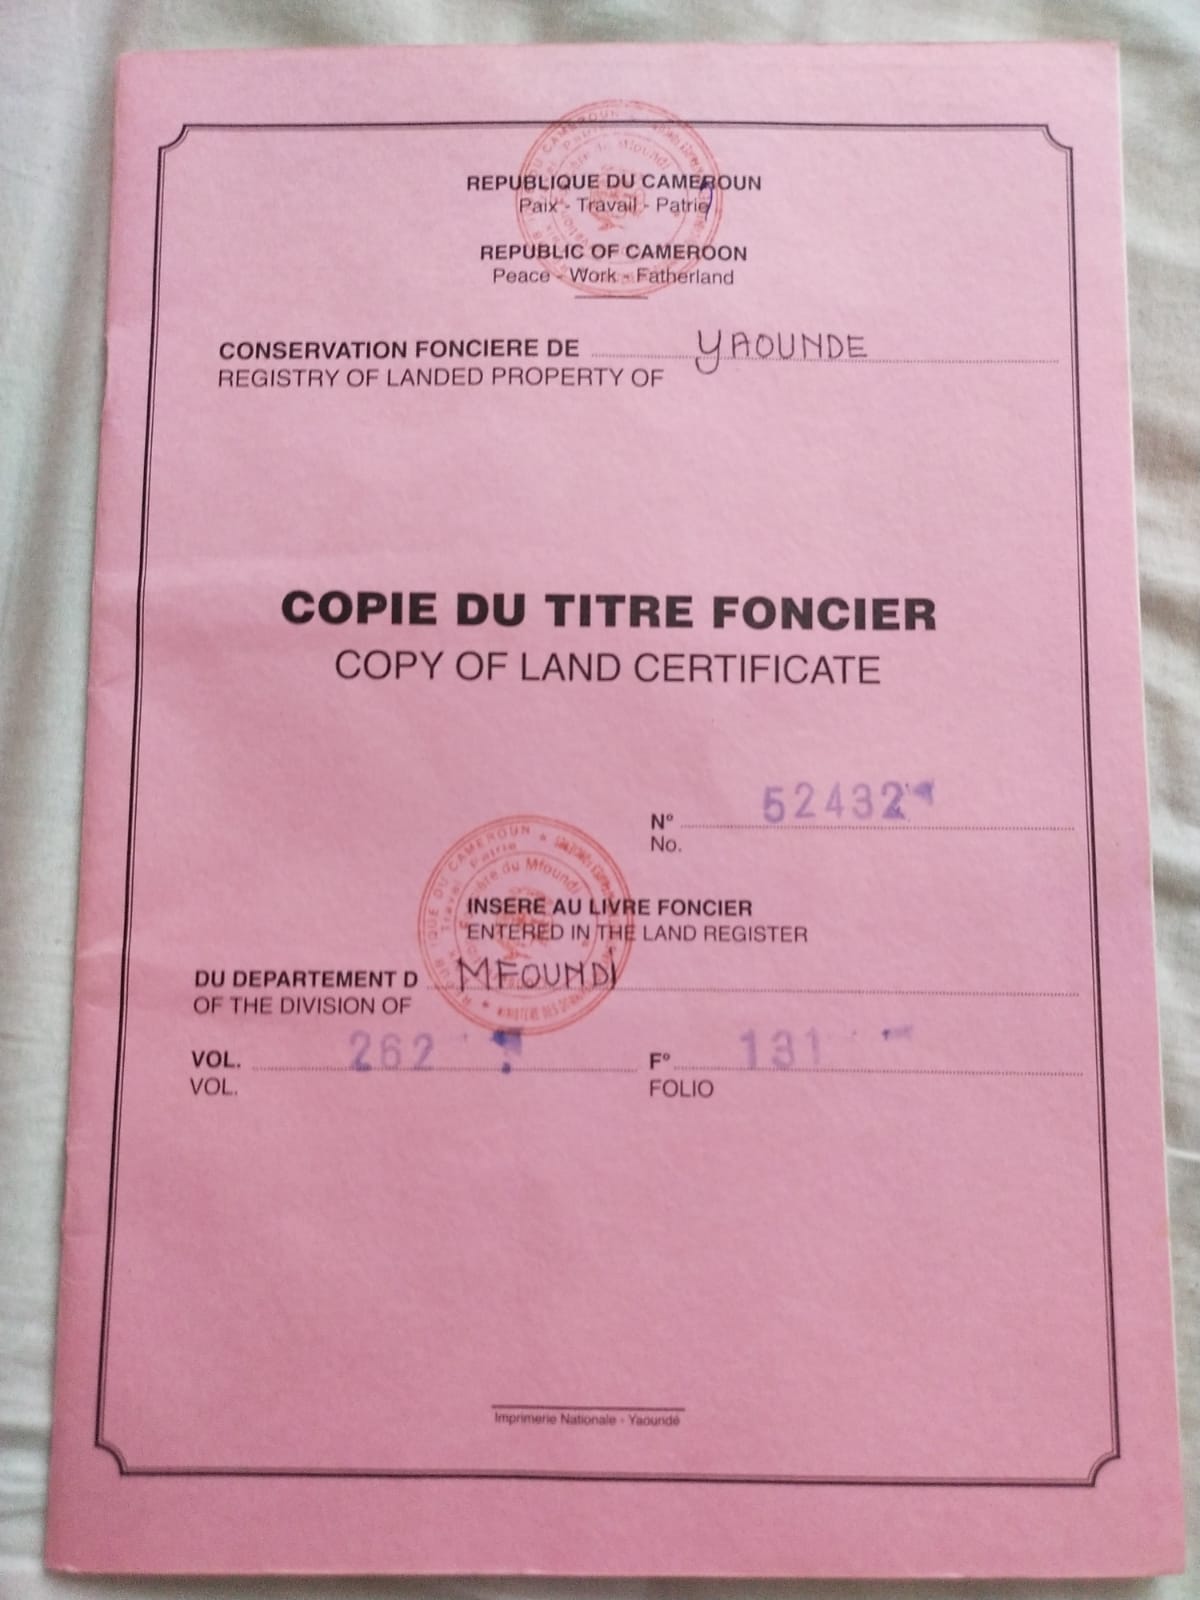 REPUBLIQUE DU CAMEROUN
Paix - Travail - Patrie
REPUBLIC OF CAMEROON
Peace - Work - Fatherland
CONSERVATION FONCIERE DE YAOUNDE
REGISTRY OF LANDED PROPERTY OF
COPIE DU TITRE FONCIER
COPY OF LAND CERTIFICATE
N° 52432
No.
INSERE AU LIVRE FONCIER
ENTERED IN THE LAND REGISTER
DU DEPARTEMENT D MFOUNDI
OF THE DIVISION OF
VOL. 262 F° 131
VOL. FOLIO
Imprimerie Nationale - Yaoundé